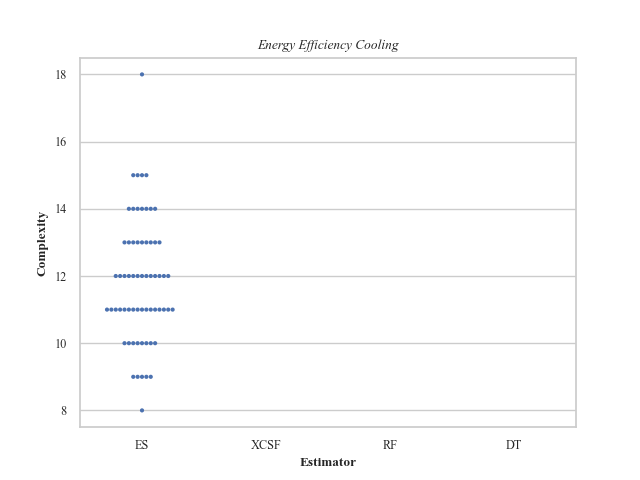 Energy Efficiency Cooling
18
16
14
12
10
8
Complexity
ES XCSF RF DT
Estimator